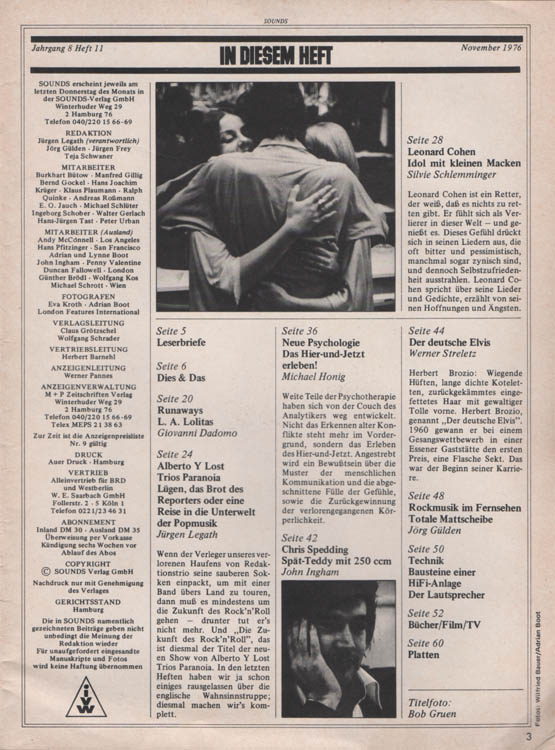 SOUNDS
Jahrgang 8 Heft 11
IN DIESEM HEFT
November 1976
SOUNDS erscheint jeweils am
letzten Donnerstag des Monats in
der SOUNDS-Verlag GmbH
Winterhuder Weg 29
2 Hamburg 76
Telefon 040/220 15 66-69
REDAKTION
Jürgen Legath (verantwortlich)
Jörg Gülden · Jürgen Frey
Teja Schwaner
MITARBEITER
Burkhart Bütow · Manfred Gillig
Bernd Gockel · Hans Joachim
Krüger · Klaus Plaumann · Ralph
Quinke · Andreas Roßmann
E. O. Jauch · Michael Schlüter
Ingeborg Schober · Walter Gerlach
Hans-Jürgen Tast · Peter Urban
MITARBEITER (Ausland)
Andy McConnell · Los Angeles
Hans Pfitzinger · San Francisco
Adrian und Lynne Boot
John Ingham · Penny Valentine
Duncan Fallowell · London
Günther Brödl · Wolfgang Kos
Michael Schrott · Wien
FOTOGRAFEN
Eva Kroth · Adrian Boot
London Features International
VERLAGSLEITUNG
Claus Grötzschel
Wolfgang Schrader
VERTRIEBSLEITUNG
Herbert Barnehl
ANZEIGENLEITUNG
Werner Pannes
ANZEIGENVERWALTUNG
M + P Zeitschriften Verlag
Winterhuder Weg 29
2 Hamburg 76
Telefon 040/220 15 66-69
Telex MEPS 21 38 63
Zur Zeit ist die Anzeigenpreisliste
Nr. 9 gültig
DRUCK
Auer Druck · Hamburg
VERTRIEB
Alleinvertrieb für BRD
und Westberlin
W. E. Saarbach GmbH
Follerstr. 2 · 5 Köln 1
Telefon 0221/23 46 31
ABONNEMENT
Inland DM 30 · Ausland DM 35
Überweisung per Vorkasse
Kündigung sechs Wochen vor
Ablauf des Abos
COPYRIGHT
© SOUNDS Verlag GmbH
Nachdruck nur mit Genehmigung
des Verlages
GERICHTSSTAND
Hamburg
Die in SOUNDS namentlich
gezeichneten Beiträge geben nicht
unbedingt die Meinung der
Redaktion wieder
Für unaufgefordert eingesandte
Manuskripte und Fotos
wird keine Haftung übernommen
IVW
Seite 5
Leserbriefe
Seite 6
Dies & Das
Seite 20
Runaways
L. A. Lolitas
Giovanni Dadomo
Seite 24
Alberto Y Lost
Trios Paranoia
Lügen, das Brot des
Reporters oder eine
Reise in die Unterwelt
der Popmusik
Jürgen Legath
Wenn der Verleger unseres ver-
lorenen Haufens von Redak-
tionstrio seine sauberen Sok-
ken einpackt, um mit einer
Band übers Land zu touren,
dann muß es mindestens um
die Zukunft des Rock'n'Roll
gehen – drunter tut er's
nicht mehr. Und „Die Zu-
kunft des Rock'n'Roll”, das
ist diesmal der Titel der neu-
en Show von Alberto Y Lost
Trios Paranoia. In den letzten
Heften haben wir ja schon
einiges rausgelassen über die
englische Wahnsinnstruppe;
diesmal machen wir's kom-
plett.
Seite 36
Neue Psychologie
Das Hier-und-Jetzt
erleben!
Michael Honig
Weite Teile der Psychotherapie
haben sich von der Couch des
Analytikers weg entwickelt.
Nicht das Erkennen alter Kon-
flikte steht mehr im Vorder-
grund, sondern das Erleben
des Hier-und-Jetzt. Angestrebt
wird ein Bewußtsein über die
Muster der menschlichen
Kommunikation und die abge-
schnittene Fülle der Gefühle,
sowie die Zurückgewinnung
der verlorengegangenen Kör-
perlichkeit.
Seite 42
Chris Spedding
Spät-Teddy mit 250 ccm
John Ingham
Seite 28
Leonard Cohen
Idol mit kleinen Macken
Silvie Schlemminger
Leonard Cohen ist ein Retter,
der weiß, daß es nichts zu ret-
ten gibt. Er fühlt sich als Ver-
lierer in dieser Welt – und ge-
nießt es. Dieses Gefühl drückt
sich in seinen Liedern aus, die
oft bitter und pessimistisch,
manchmal sogar zynisch sind,
und dennoch Selbstzufrieden-
heit ausstrahlen. Leonard Co-
hen spricht über seine Lieder
und Gedichte, erzählt von sei-
nen Hoffnungen und Ängsten.
Seite 44
Der deutsche Elvis
Werner Streletz
Herbert Brozio: Wiegende
Hüften, lange dichte Kotelet-
ten, zurückgekämmtes einge-
fettetes Haar mit gewaltiger
Tolle vorne. Herbert Brozio,
genannt „Der deutsche Elvis”.
1960 gewann er bei einem
Gesangswettbewerb in einer
Essener Gaststätte den ersten
Preis, eine Flasche Sekt. Das
war der Beginn seiner Karrie-
re.
Seite 48
Rockmusik im Fernsehen
Totale Mattscheibe
Jörg Gülden
Seite 50
Technik
Bausteine einer
HiFi-Anlage
Der Lautsprecher
Seite 52
Bücher/Film/TV
Seite 60
Platten
Titelfoto:
Bob Gruen
Fotos: Wilfried Bauer/Adrian Boot
3